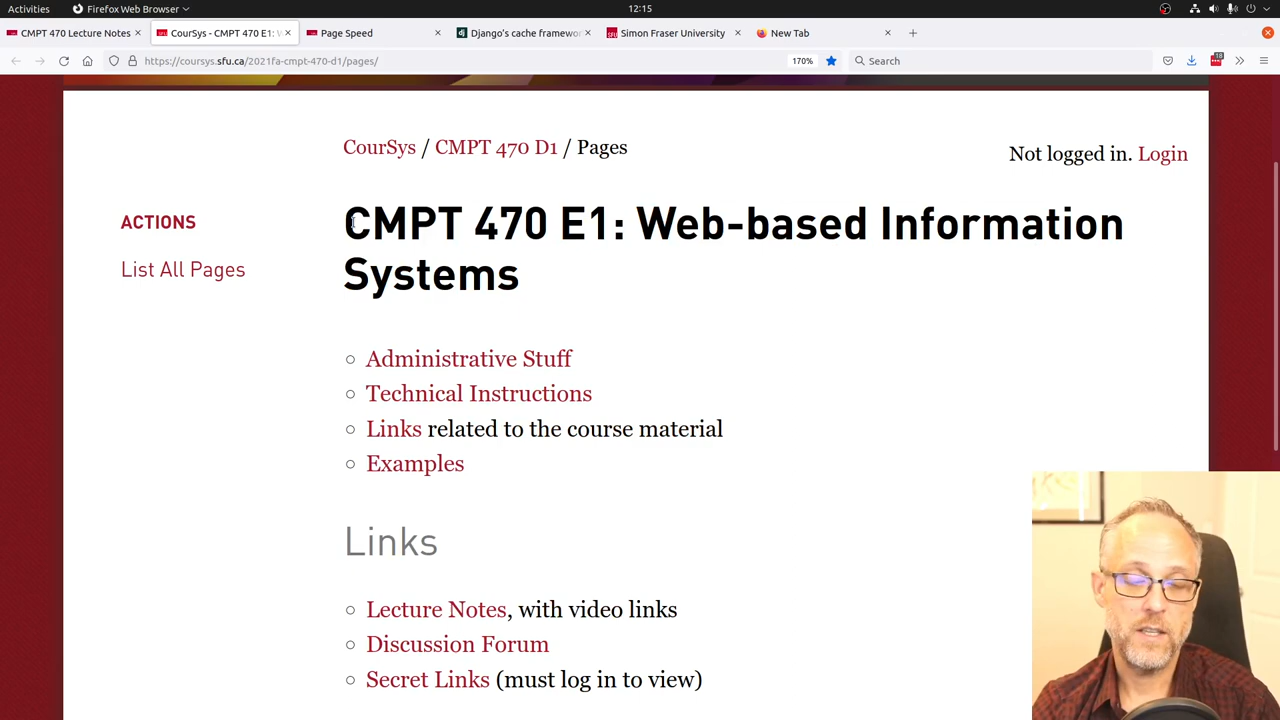 Activities
Firefox Web Browser
12:15
CMPT 470 Lecture Notes
CourSys - CMPT 470 E1: W
Page Speed
Django's cache framewo
Simon Fraser University
New Tab
https://coursys.sfu.ca/2021fa-cmpt-470-d1/pages/
170%
Search
18
CourSys / CMPT 470 D1 / Pages
Not logged in. Login
ACTIONS
List All Pages
CMPT 470 E1: Web-based Information
Systems
Administrative Stuff
Technical Instructions
Links related to the course material
Examples
Links
Lecture Notes, with video links
Discussion Forum
Secret Links (must log in to view)